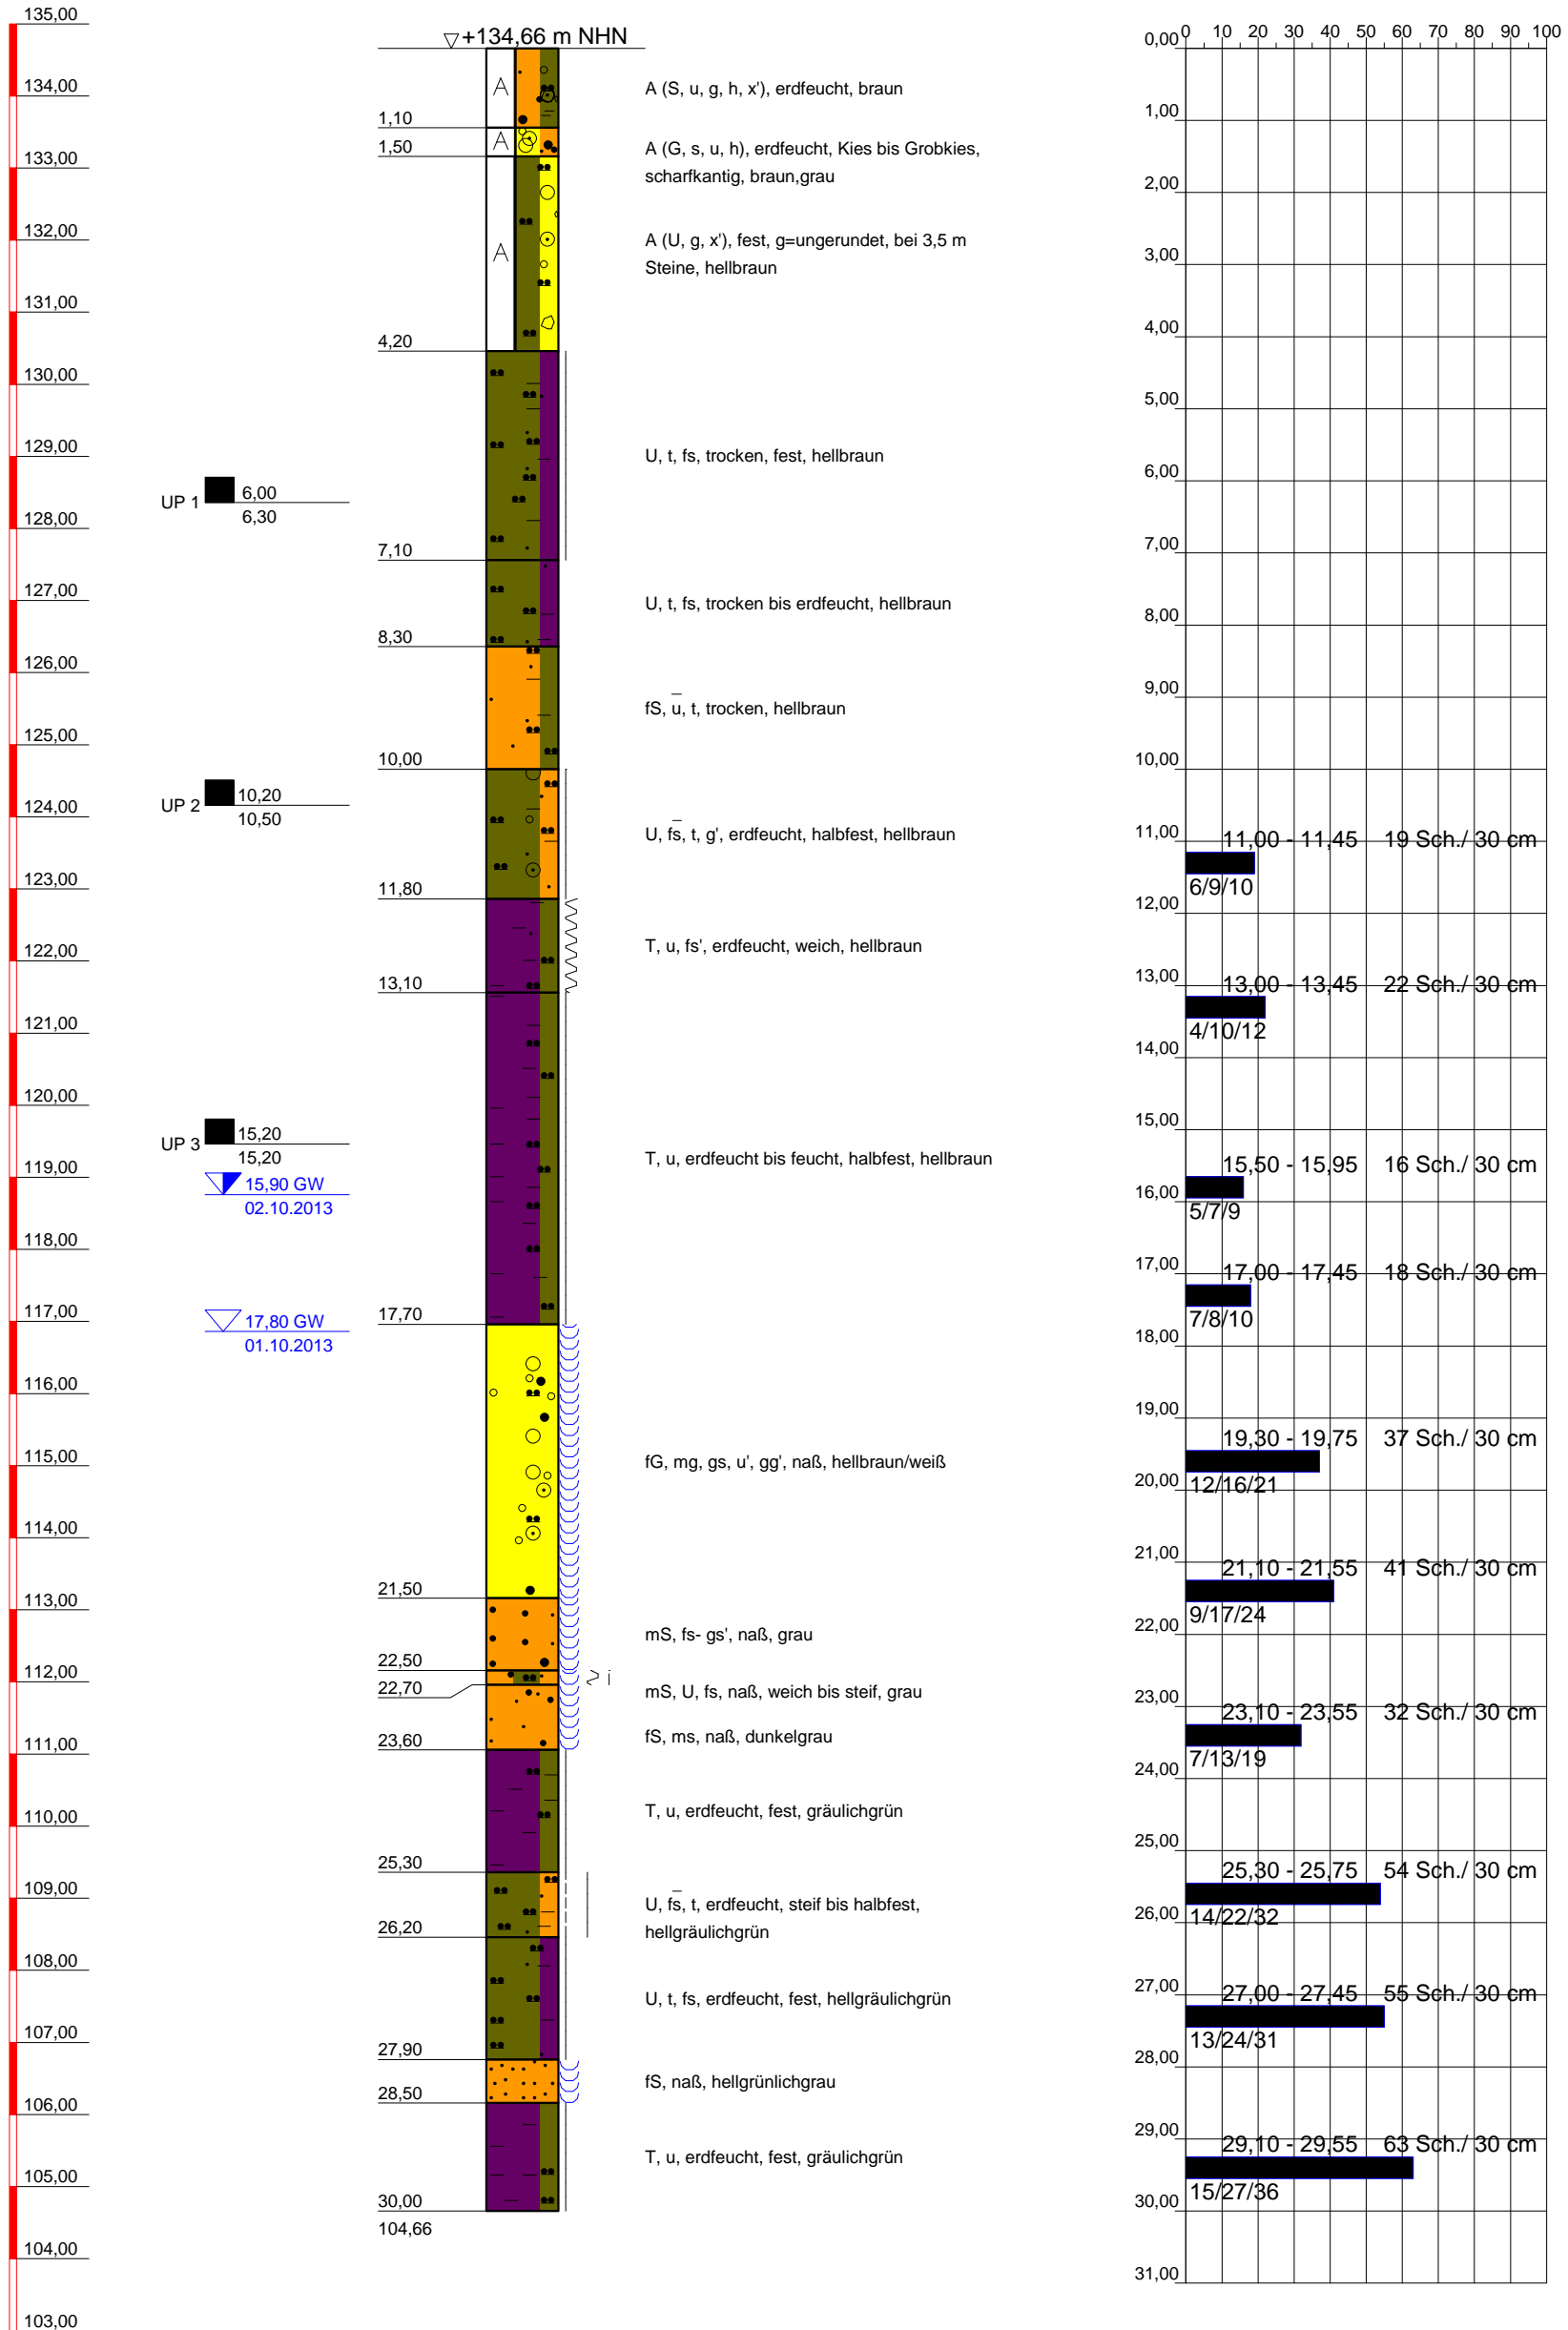 135,00
134,00
133,00
132,00
131,00
130,00
129,00
128,00
127,00
126,00
125,00
124,00
123,00
122,00
121,00
120,00
119,00
118,00
117,00
116,00
115,00
114,00
113,00
112,00
111,00
110,00
109,00
108,00
107,00
106,00
105,00
104,00
103,00
UP 1
6,00
6,30
UP 2
10,20
10,50
UP 3
15,20
15,20
15,90 GW
02.10.2013
17,80 GW
01.10.2013
+134,66 m NHN
A
1,10
A
1,50
A
4,20
7,10
8,30
10,00
11,80
13,10
17,70
21,50
22,50
22,70
23,60
25,30
26,20
27,90
28,50
30,00
104,66
A (S, u, g, h, x'), erdfeucht, braun
A (G, s, u, h), erdfeucht, Kies bis Grobkies,
scharfkantig, braun,grau
A (U, g, x'), fest, g=ungerundet, bei 3,5 m
Steine, hellbraun
U, t, fs, trocken, fest, hellbraun
U, t, fs, trocken bis erdfeucht, hellbraun
fS, u̅, t, trocken, hellbraun
U, fs̅, t, g', erdfeucht, halbfest, hellbraun
T, u, fs', erdfeucht, weich, hellbraun
T, u, erdfeucht bis feucht, halbfest, hellbraun
fG, mg, gs, u', gg', naß, hellbraun/weiß
mS, fs- gs', naß, grau
mS, U, fs, naß, weich bis steif, grau
fS, ms, naß, dunkelgrau
T, u, erdfeucht, fest, gräulichgrün
U, fs̅, t, erdfeucht, steif bis halbfest,
hellgräulichgrün
U, t, fs, erdfeucht, fest, hellgräulichgrün
fS, naß, hellgrünlichgrau
T, u, erdfeucht, fest, gräulichgrün
0 10 20 30 40 50 60 70 80 90 100
0,00
1,00
2,00
3,00
4,00
5,00
6,00
7,00
8,00
9,00
10,00
11,00
12,00
13,00
14,00
15,00
16,00
17,00
18,00
19,00
20,00
21,00
22,00
23,00
24,00
25,00
26,00
27,00
28,00
29,00
30,00
31,00
11,00 - 11,45 19 Sch./ 30 cm
6/9/10
13,00 - 13,45 22 Sch./ 30 cm
4/10/12
15,50 - 15,95 16 Sch./ 30 cm
5/7/9
17,00 - 17,45 18 Sch./ 30 cm
7/8/10
19,30 - 19,75 37 Sch./ 30 cm
12/16/21
21,10 - 21,55 41 Sch./ 30 cm
9/17/24
23,10 - 23,55 32 Sch./ 30 cm
7/13/19
25,30 - 25,75 54 Sch./ 30 cm
14/22/32
27,00 - 27,45 55 Sch./ 30 cm
13/24/31
29,10 - 29,55 63 Sch./ 30 cm
15/27/36